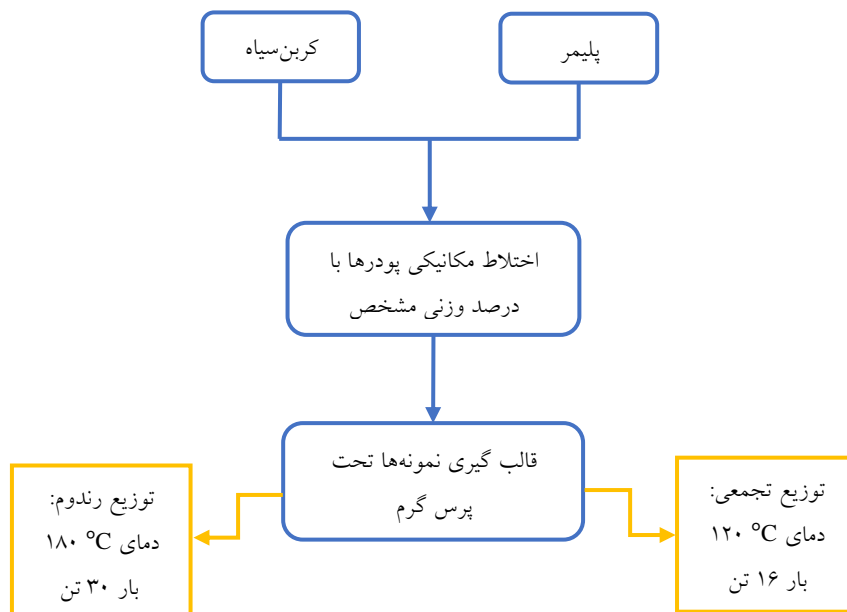 پلیمر
کربن‌سیاه
اختلاط مکانیکی پودرها با
درصد وزنی مشخص
قالب گیری نمونه‌ها تحت
پرس گرم
توزیع تجمعی:
دمای ۱۲۰ °C
بار ۱۶ تن
توزیع رندوم:
دمای ۱۸۰ °C
بار ۳۰ تن